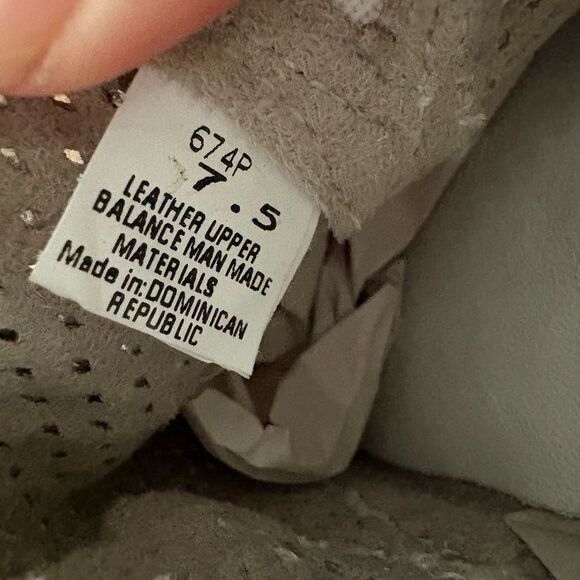 674P
7.5
LEATHER UPPER
BALANCE MAN MADE
MATERIALS
Made in:DOMINICAN
REPUBLIC